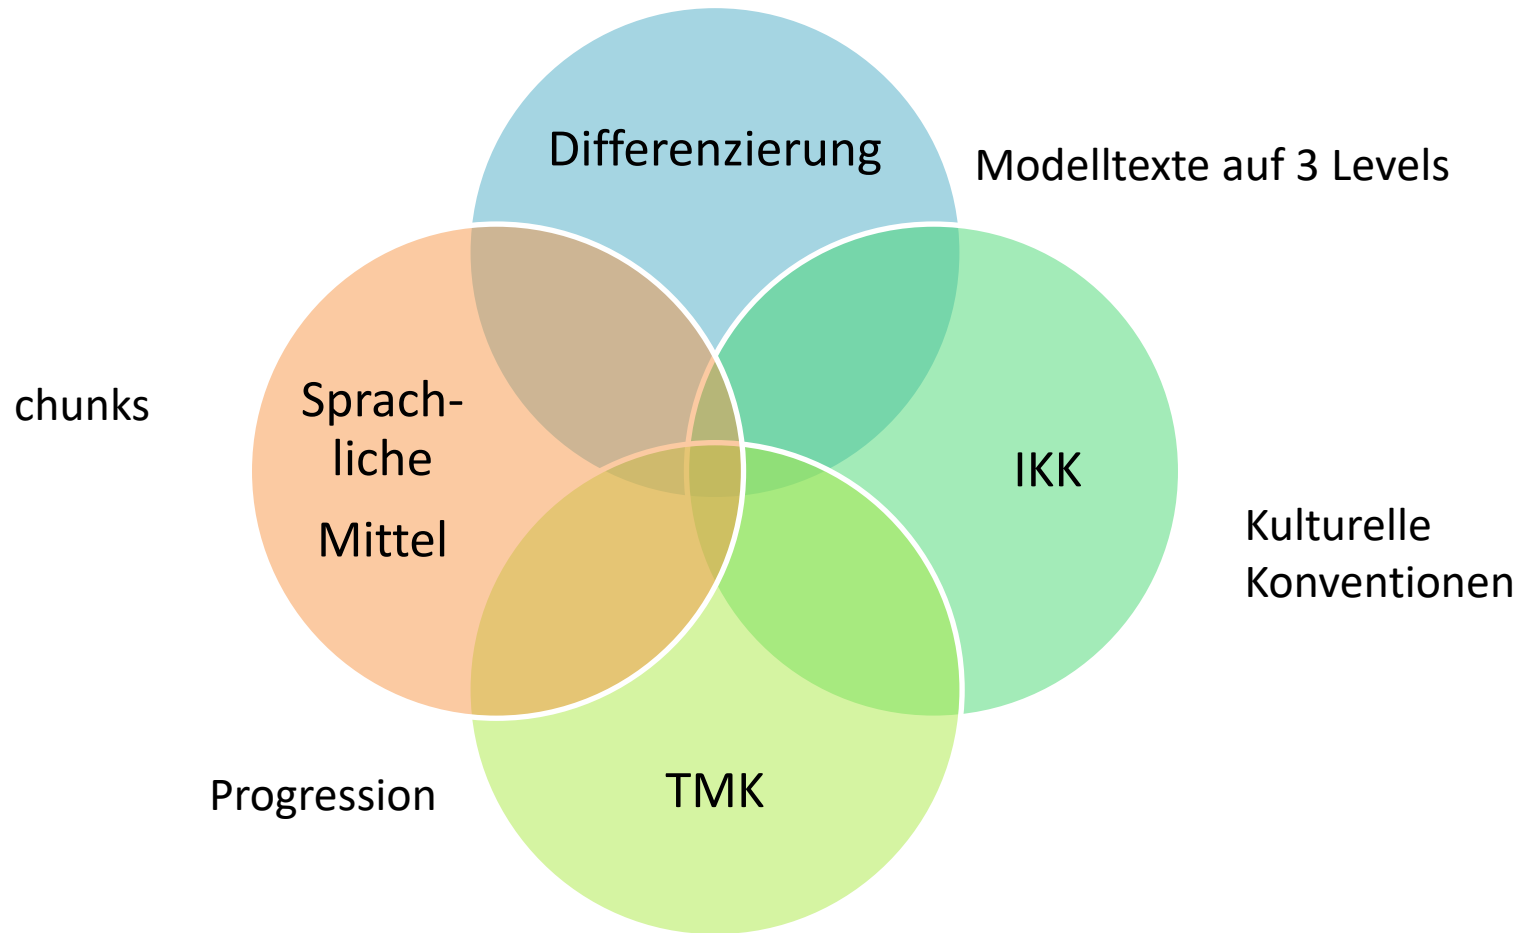 Differenzierung
Modelltexte auf 3 Levels
chunks
Sprach-
liche
Mittel
IKK
Kulturelle
Konventionen
Progression
TMK